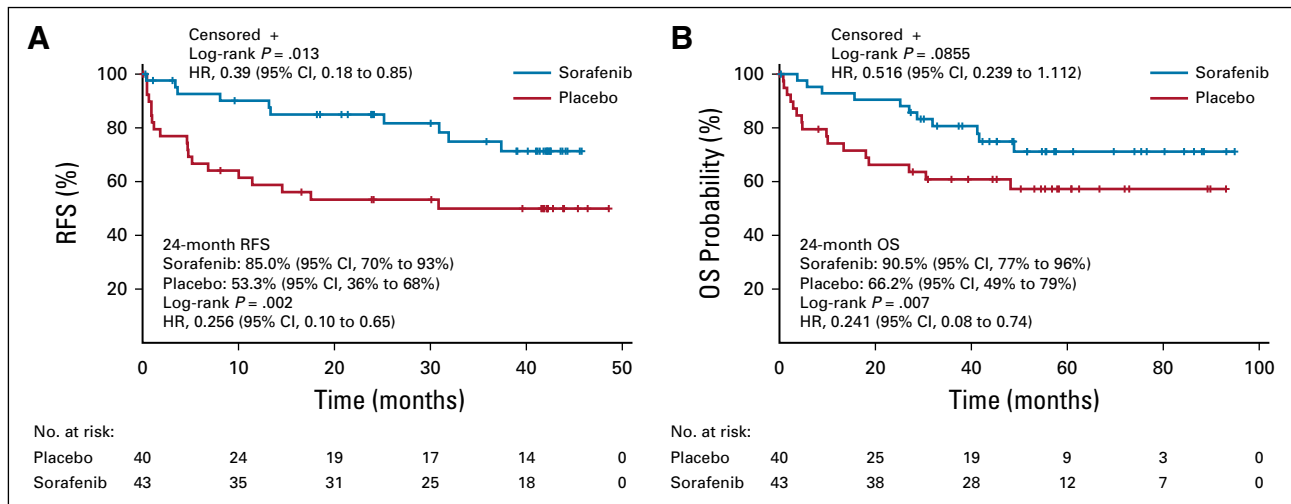 A
Censored +
Log-rank P = .013
HR, 0.39 (95% CI, 0.18 to 0.85)
Sorafenib
Placebo
RFS (%)
100
80
60
40
20
24-month RFS
Sorafenib: 85.0% (95% CI, 70% to 93%)
Placebo: 53.3% (95% CI, 36% to 68%)
Log-rank P = .002
HR, 0.256 (95% CI, 0.10 to 0.65)
0 10 20 30 40 50
Time (months)
No. at risk:
Placebo 40 24 19 17 14 0
Sorafenib 43 35 31 25 18 0
B
Censored +
Log-rank P = .0855
HR, 0.516 (95% CI, 0.239 to 1.112)
Sorafenib
Placebo
OS Probability (%)
100
80
60
40
20
24-month OS
Sorafenib: 90.5% (95% CI, 77% to 96%)
Placebo: 66.2% (95% CI, 49% to 79%)
Log-rank P = .007
HR, 0.241 (95% CI, 0.08 to 0.74)
0 20 40 60 80 100
Time (months)
No. at risk:
Placebo 40 25 19 9 3 0
Sorafenib 43 38 28 12 7 0